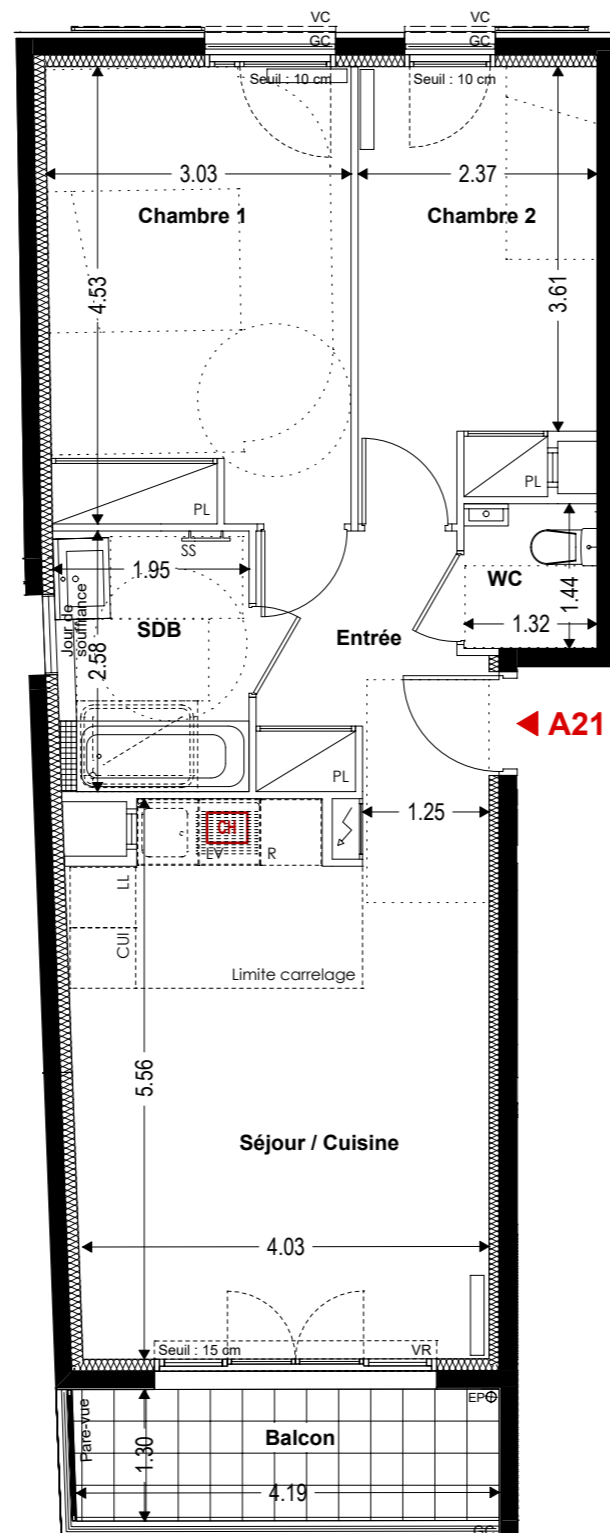 VC
VC
GC
GC
Seuil : 10 cm
Seuil : 10 cm
3.03
2.37
Chambre 1
Chambre 2
4.53
3.61
PL
PL
SS
1.95
WC
1.44
Jour de
souffrance
SDB
1.32
Entrée
2.58
A21
PL
1.25
CH
LV
R
LL
CUI
Limite carrelage
5.56
Séjour / Cuisine
4.03
Seuil : 15 cm
VR
EP
Pare-vue
Balcon
1.30
4.19
GC